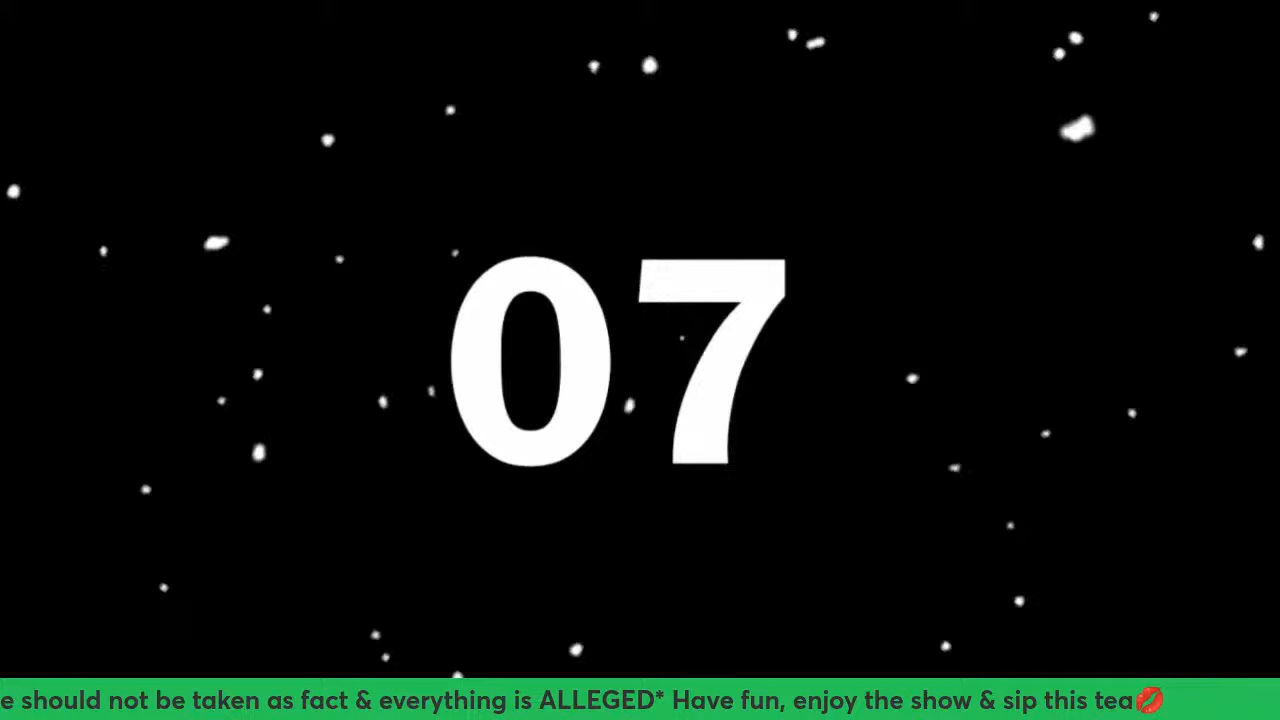 07
e should not be taken as fact & everything is ALLEGED* Have fun, enjoy the show & sip this tea💋